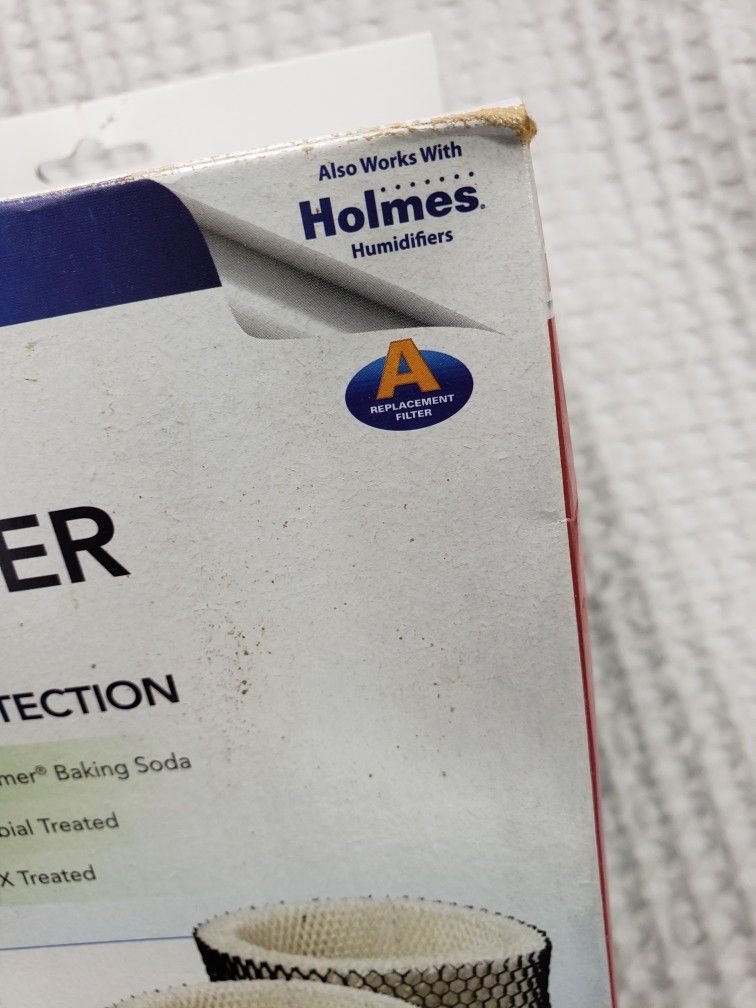 Also Works With
Holmes.
Humidifiers
A
REPLACEMENT
FILTER
ER
TECTION
mer® Baking Soda
bial Treated
X Treated